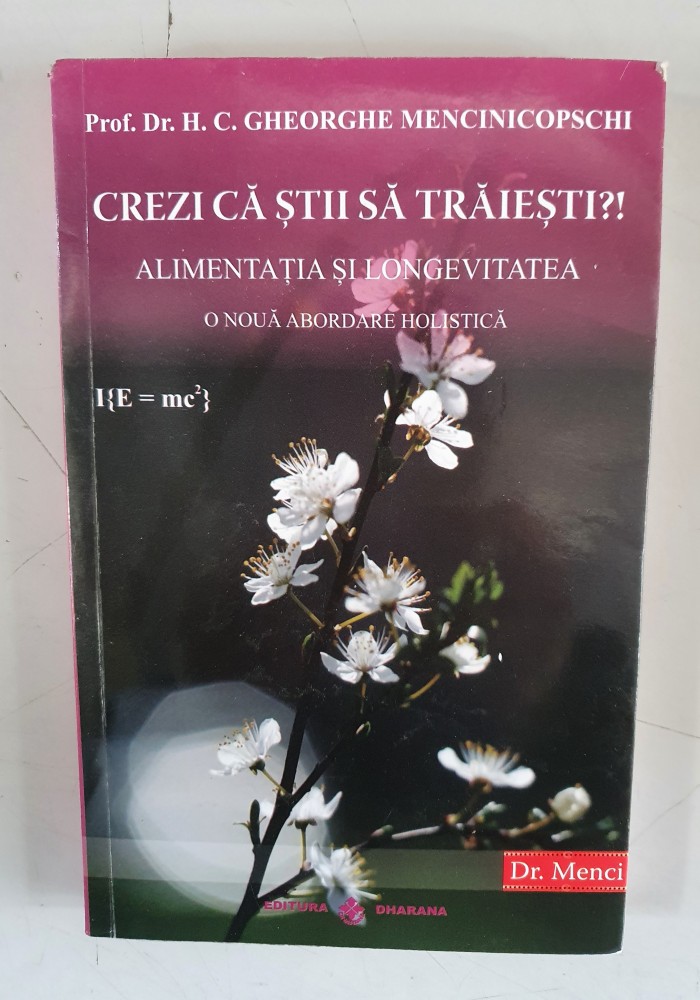 Prof. Dr. H. C. GHEORGHE MENCINICOPSCHI
CREZI CĂ ȘTII SĂ TRĂIEȘTI?!
ALIMENTAȚIA ȘI LONGEVITATEA
O NOUĂ ABORDARE HOLISTICĂ
I{E = mc²}
Dr. Menci
EDITURA DHARANA